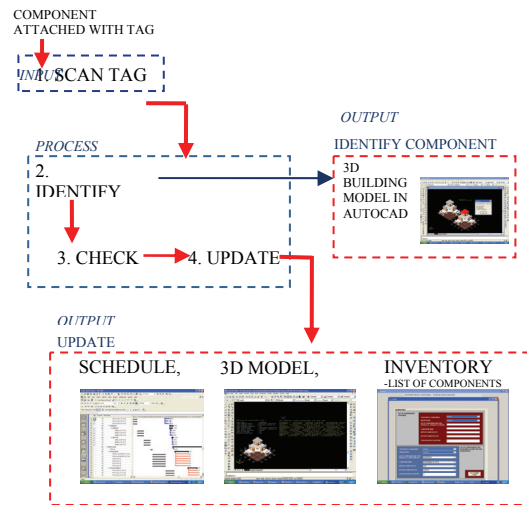 COMPONENT
ATTACHED WITH TAG
INPUT
1. SCAN TAG
OUTPUT
IDENTIFY COMPONENT
PROCESS
2.
IDENTIFY
3D
BUILDING
MODEL IN
AUTOCAD
3. CHECK
4. UPDATE
OUTPUT
UPDATE
SCHEDULE,
3D MODEL,
INVENTORY
-LIST OF COMPONENTS